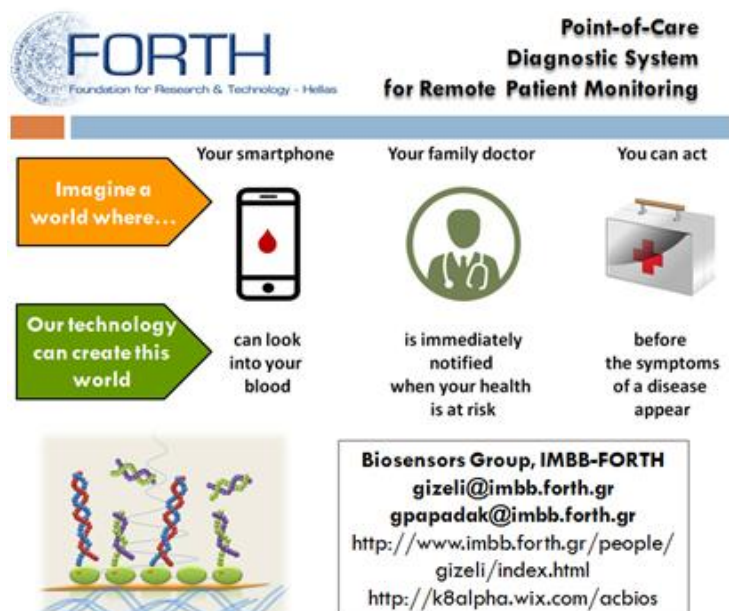 FORTH
Foundation for Research & Technology - Hellas
Point-of-Care
Diagnostic System
for Remote Patient Monitoring
Imagine a
world where...
Your smartphone
Your family doctor
You can act
Our technology
can create this
world
can look
into your
blood
is immediately
notified
when your health
is at risk
before
the symptoms
of a disease
appear
Biosensors Group, IMBB-FORTH
gizeli@imbb.forth.gr
gpapadak@imbb.forth.gr
http://www.imbb.forth.gr/people/
gizeli/index.html
http://k8alpha.wix.com/acbios